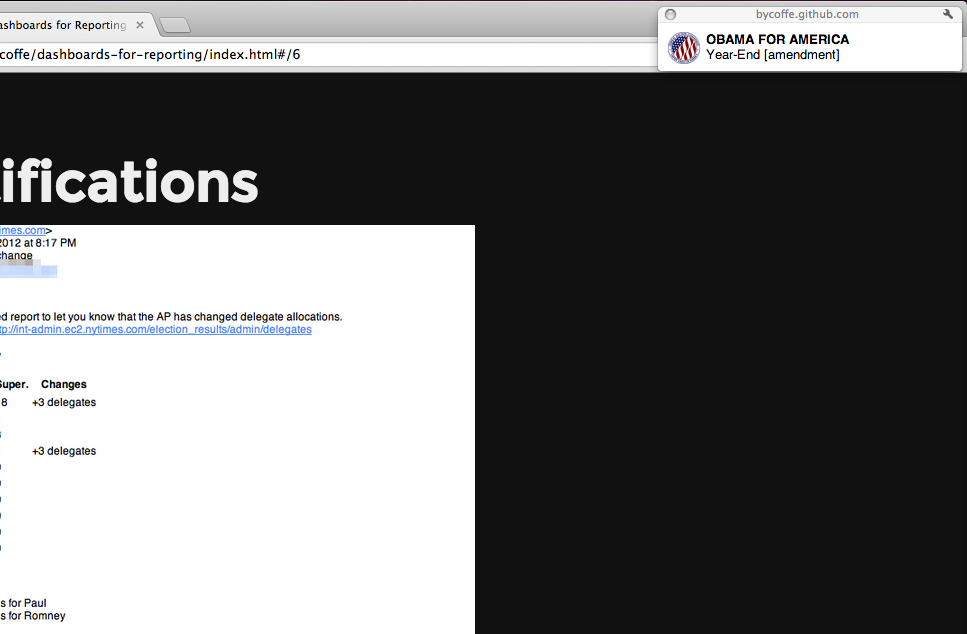 ashboards for Reporting
coffe/dashboards-for-reporting/index.html#/6
bycoffe.github.com
OBAMA FOR AMERICA
Year-End [amendment]
ifications
imes.com>
2012 at 8:17 PM
change
ed report to let you know that the AP has changed delegate allocations.
tp://int-admin.ec2.nytimes.com/election_results/admin/delegates
Super. Changes
8 +3 delegates
+3 delegates
s for Paul
s for Romney